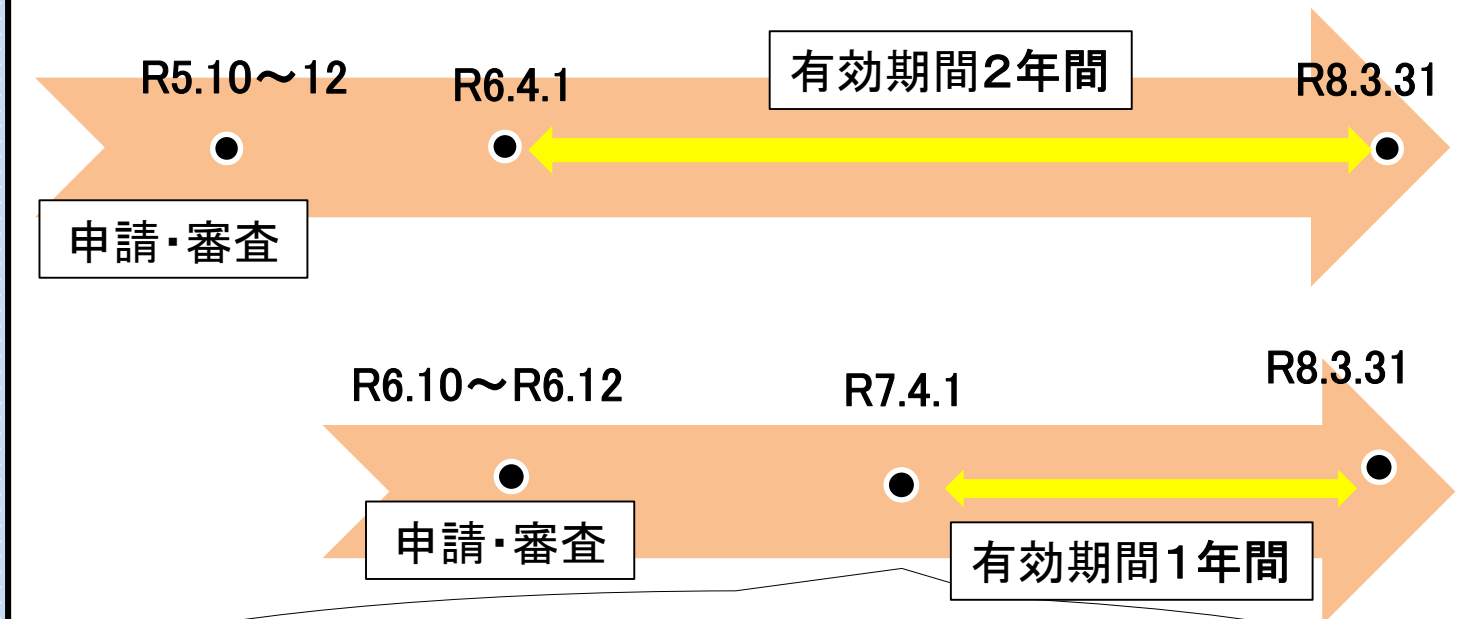 R5.10～12
R6.4.1
有効期間２年間
R8.3.31
申請・審査
R6.10～R6.12
R7.4.1
R8.3.31
申請・審査
有効期間１年間